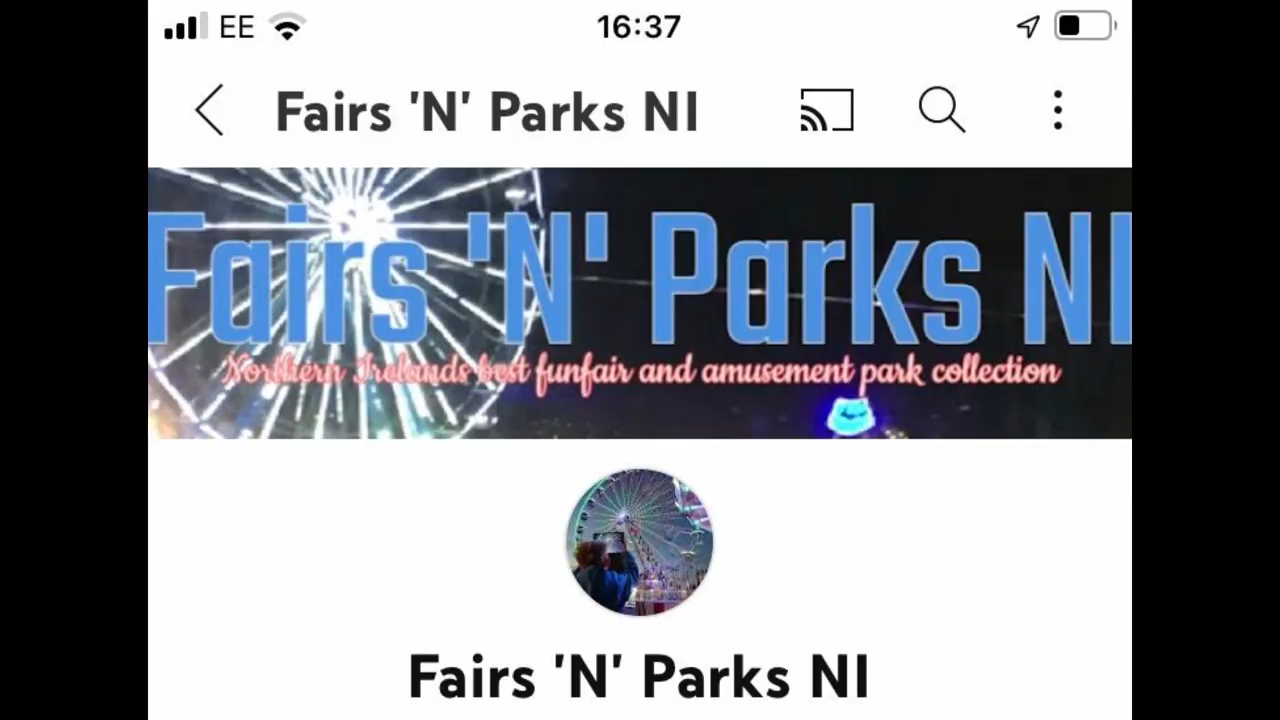 EE 16:37
Fairs 'N' Parks NI
Fairs 'N' Parks NI
Northern Irelands best funfair and amusement park collection
Fairs 'N' Parks NI